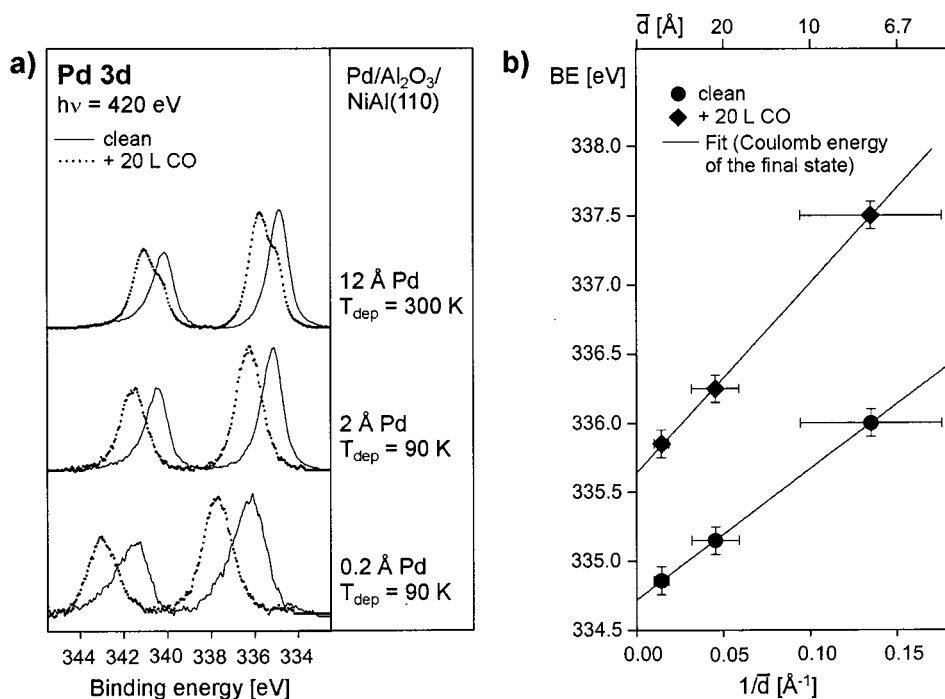 a)
Pd 3d
hν = 420 eV
— clean
····· + 20 L CO
Pd/Al₂O₃/
NiAl(110)
12 Å Pd
T_dep = 300 K
2 Å Pd
T_dep = 90 K
0.2 Å Pd
T_dep = 90 K
344 342 340 338 336 334
Binding energy [eV]
b)
d̅ [Å] 20 10 6.7
BE [eV]
● clean
◆ + 20 L CO
— Fit (Coulomb energy
of the final state)
338.0
337.5
337.0
336.5
336.0
335.5
335.0
334.5
0.00 0.05 0.10 0.15
1/d̅ [Å⁻¹]